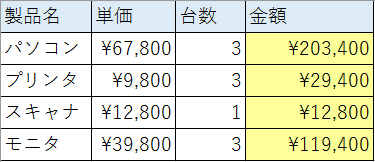 製品名 単価 台数 金額
パソコン ¥67,800 3 ¥203,400
プリンタ ¥9,800 3 ¥29,400
スキャナ ¥12,800 1 ¥12,800
モニタ ¥39,800 3 ¥119,400